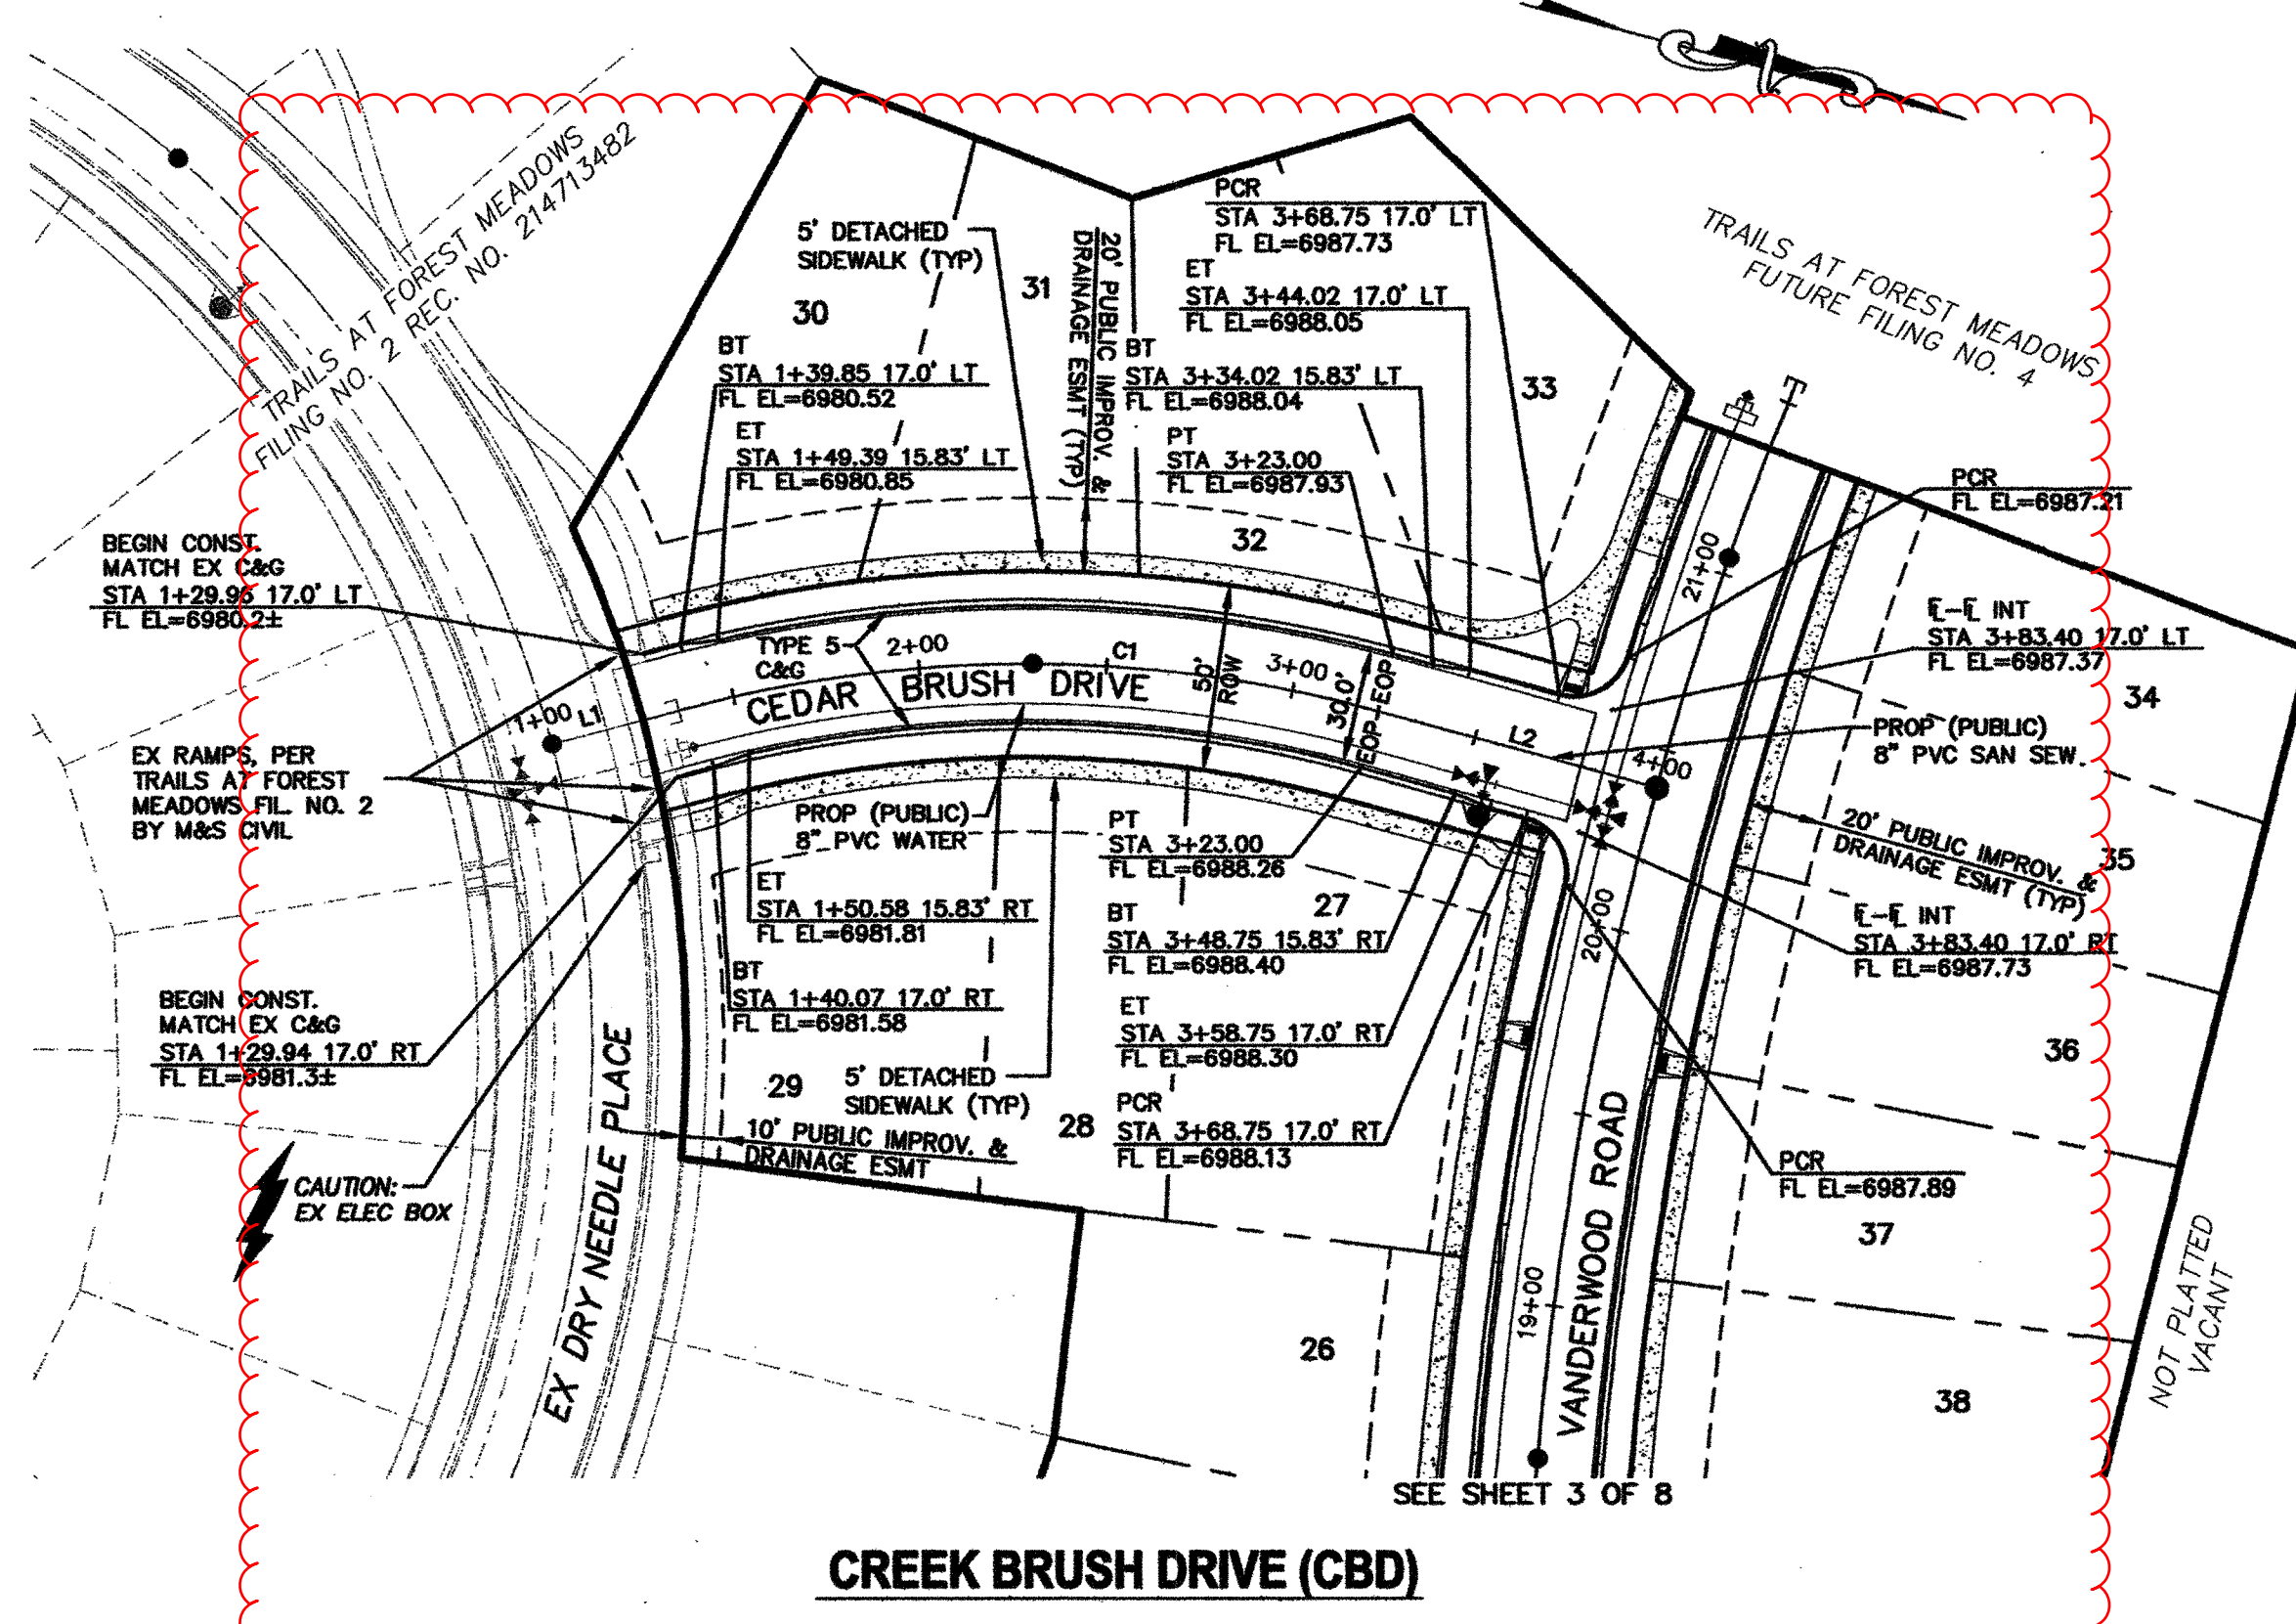 TRAILS AT FOREST MEADOWS
FILING NO. 2 REC. NO. 214713482
5' DETACHED
SIDEWALK (TYP)
30
31
20' PUBLIC IMPROV. &
DRAINAGE ESMT (TYP)
PCR
STA 3+68.75 17.0' LT
FL EL=6987.73
ET
STA 3+44.02 17.0' LT
FL EL=6988.05
BT
STA 3+34.02 15.83' LT
FL EL=6988.04
PT
STA 3+23.00
FL EL=6987.93
BT
STA 1+39.85 17.0' LT
FL EL=6980.52
ET
STA 1+49.39 15.83' LT
FL EL=6980.85
32
33
TRAILS AT FOREST MEADOWS
FUTURE FILING NO. 4
PCR
FL EL=6987.21
BEGIN CONST.
MATCH EX C&G
STA 1+29.96 17.0' LT
FL EL=6980.2±
TYPE 5
C&G
1+00
L1
2+00
C1
3+00
L2
4+00
CEDAR BRUSH DRIVE
50'
ROW
30.0'
EOP-EOP
21+00
FL-FL INT
STA 3+83.40 17.0' LT
FL EL=6987.37
34
PROP (PUBLIC)
8" PVC SAN SEW.
EX RAMPS, PER
TRAILS AT FOREST
MEADOWS FIL. NO. 2
BY M&S CIVIL
PROP (PUBLIC)
8" PVC WATER
PT
STA 3+23.00
FL EL=6988.26
20' PUBLIC IMPROV. &
DRAINAGE ESMT (TYP)
35
ET
STA 1+50.58 15.83' RT
FL EL=6981.81
BT
STA 3+48.75 15.83' RT
FL EL=6988.40
27
20+00
FL-FL INT
STA 3+83.40 17.0' RT
FL EL=6987.73
BT
STA 1+40.07 17.0' RT
FL EL=6981.58
BEGIN CONST.
MATCH EX C&G
STA 1+29.94 17.0' RT
FL EL=6981.3±
ET
STA 3+58.75 17.0' RT
FL EL=6988.30
36
29
5' DETACHED
SIDEWALK (TYP)
28
PCR
STA 3+68.75 17.0' RT
FL EL=6988.13
10' PUBLIC IMPROV. &
DRAINAGE ESMT
PCR
FL EL=6987.89
CAUTION:
EX ELEC BOX
EX DRY NEEDLE PLACE
VANDERWOOD ROAD
19+00
37
26
38
NOT PLATTED
VACANT
SEE SHEET 3 OF 8
CREEK BRUSH DRIVE (CBD)